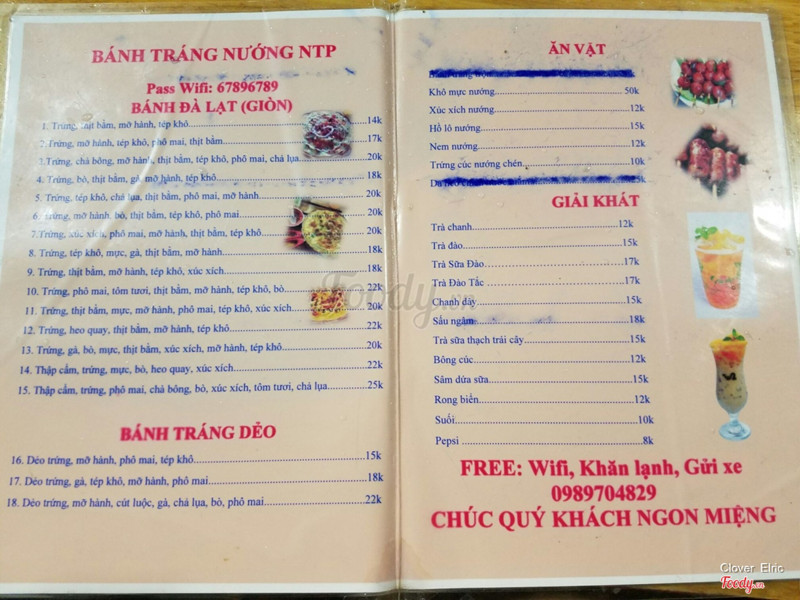 BÁNH TRÁNG NƯỚNG NTP
Pass Wifi: 67896789
BÁNH ĐÀ LẠT (GIÒN)
1. Trứng, thịt bằm, mỡ hành, tép khô 14k
2. Trứng, mỡ hành, tép khô, phô mai, thịt bằm 17k
3. Trứng, chà bông, mỡ hành, thịt bằm, tép khô, phô mai, chả lụa 20k
4. Trứng, bò, thịt bằm, gà, mỡ hành, tép khô 18k
5. Trứng, tép khô, chả lụa, thịt bằm, phô mai, mỡ hành 20k
6. Trứng, mỡ hành, bò, thịt bằm, tép khô, phô mai 20k
7. Trứng, xúc xích, phô mai, mỡ hành, thịt bằm, tép khô 20k
8. Trứng, tép khô, mực, gà, thịt bằm, mỡ hành 18k
9. Trứng, thịt bằm, mỡ hành, tép khô, xúc xích 18k
10. Trứng, phô mai, tôm tươi, thịt bằm, mỡ hành, tép khô, bò 22k
11. Trứng, thịt bằm, mực, mỡ hành, phô mai, tép khô, xúc xích 20k
12. Trứng, heo quay, thịt bằm, mỡ hành, tép khô 22k
13. Trứng, gà, bò, mực, thịt bằm, xúc xích, mỡ hành, tép khô 20k
14. Thập cẩm, trứng, mực, bò, heo quay, xúc xích 22k
15. Thập cẩm, trứng, phô mai, chà bông, bò, xúc xích, tôm tươi, chả lụa 25k
BÁNH TRÁNG DẺO
16. Dẻo trứng, mỡ hành, phô mai, tép khô 15k
17. Dẻo trứng, gà, tép khô, mỡ hành, phô mai 18k
18. Dẻo trứng, mỡ hành, cút luộc, gà, chả lụa, bò, phô mai 22k
ĂN VẶT
Khô mực nướng 50k
Xúc xích nướng 12k
Hồ lô nướng 15k
Nem nướng 12k
Trứng cúc nướng chén 10k
GIẢI KHÁT
Trà chanh 12k
Trà đào 15k
Trà Sữa Đào 17k
Trà Đào Tắc 17k
Chanh dây 15k
Sấu ngâm 18k
Trà sữa thạch trái cây 15k
Bông cúc 12k
Sâm dứa sữa 15k
Rong biển 12k
Suối 10k
Pepsi 8k
FREE: Wifi, Khăn lạnh, Gửi xe
0989704829
CHÚC QUÝ KHÁCH NGON MIỆNG
Foody.vn
Clover_Elric
Foody.vn